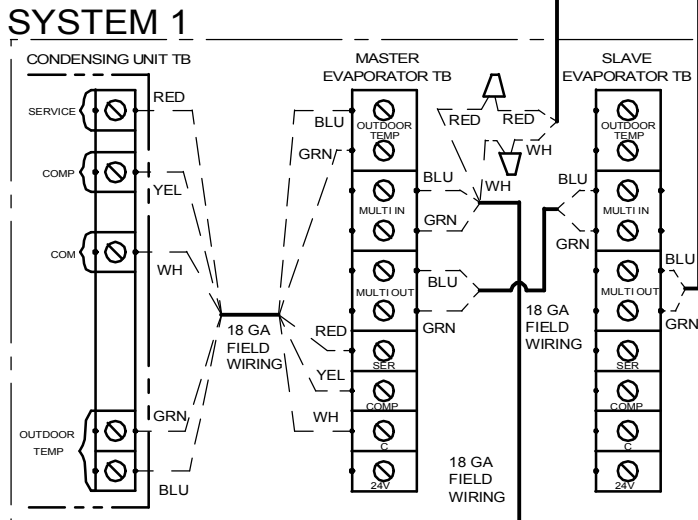 SYSTEM 1
CONDENSING UNIT TB
SERVICE
COMP
COM
OUTDOOR
TEMP
RED
YEL
WH
GRN
BLU
18 GA
FIELD
WIRING
MASTER
EVAPORATOR TB
BLU
GRN
RED
YEL
WH
OUTDOOR
TEMP
MULTI IN
MULTI OUT
SER
COMP
C
24V
BLU
GRN
BLU
GRN
RED
RED
WH
WH
18 GA
FIELD
WIRING
18 GA
FIELD
WIRING
SLAVE
EVAPORATOR TB
BLU
GRN
OUTDOOR
TEMP
MULTI IN
MULTI OUT
SER
COMP
C
24V
BLU
GRN